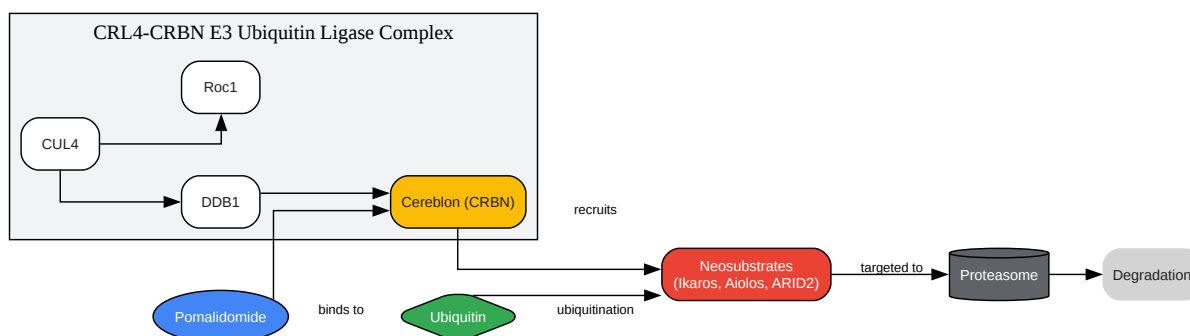 CRL4-CRBN E3 Ubiquitin Ligase Complex
Roc1
CUL4
DDB1
Cereblon (CRBN)
recruits
Neosubstrates
(Ikaros, Aiolos, ARID2)
targeted to
Proteasome
Degradation
Pomalidomide
binds to
Ubiquitin
ubiquitination